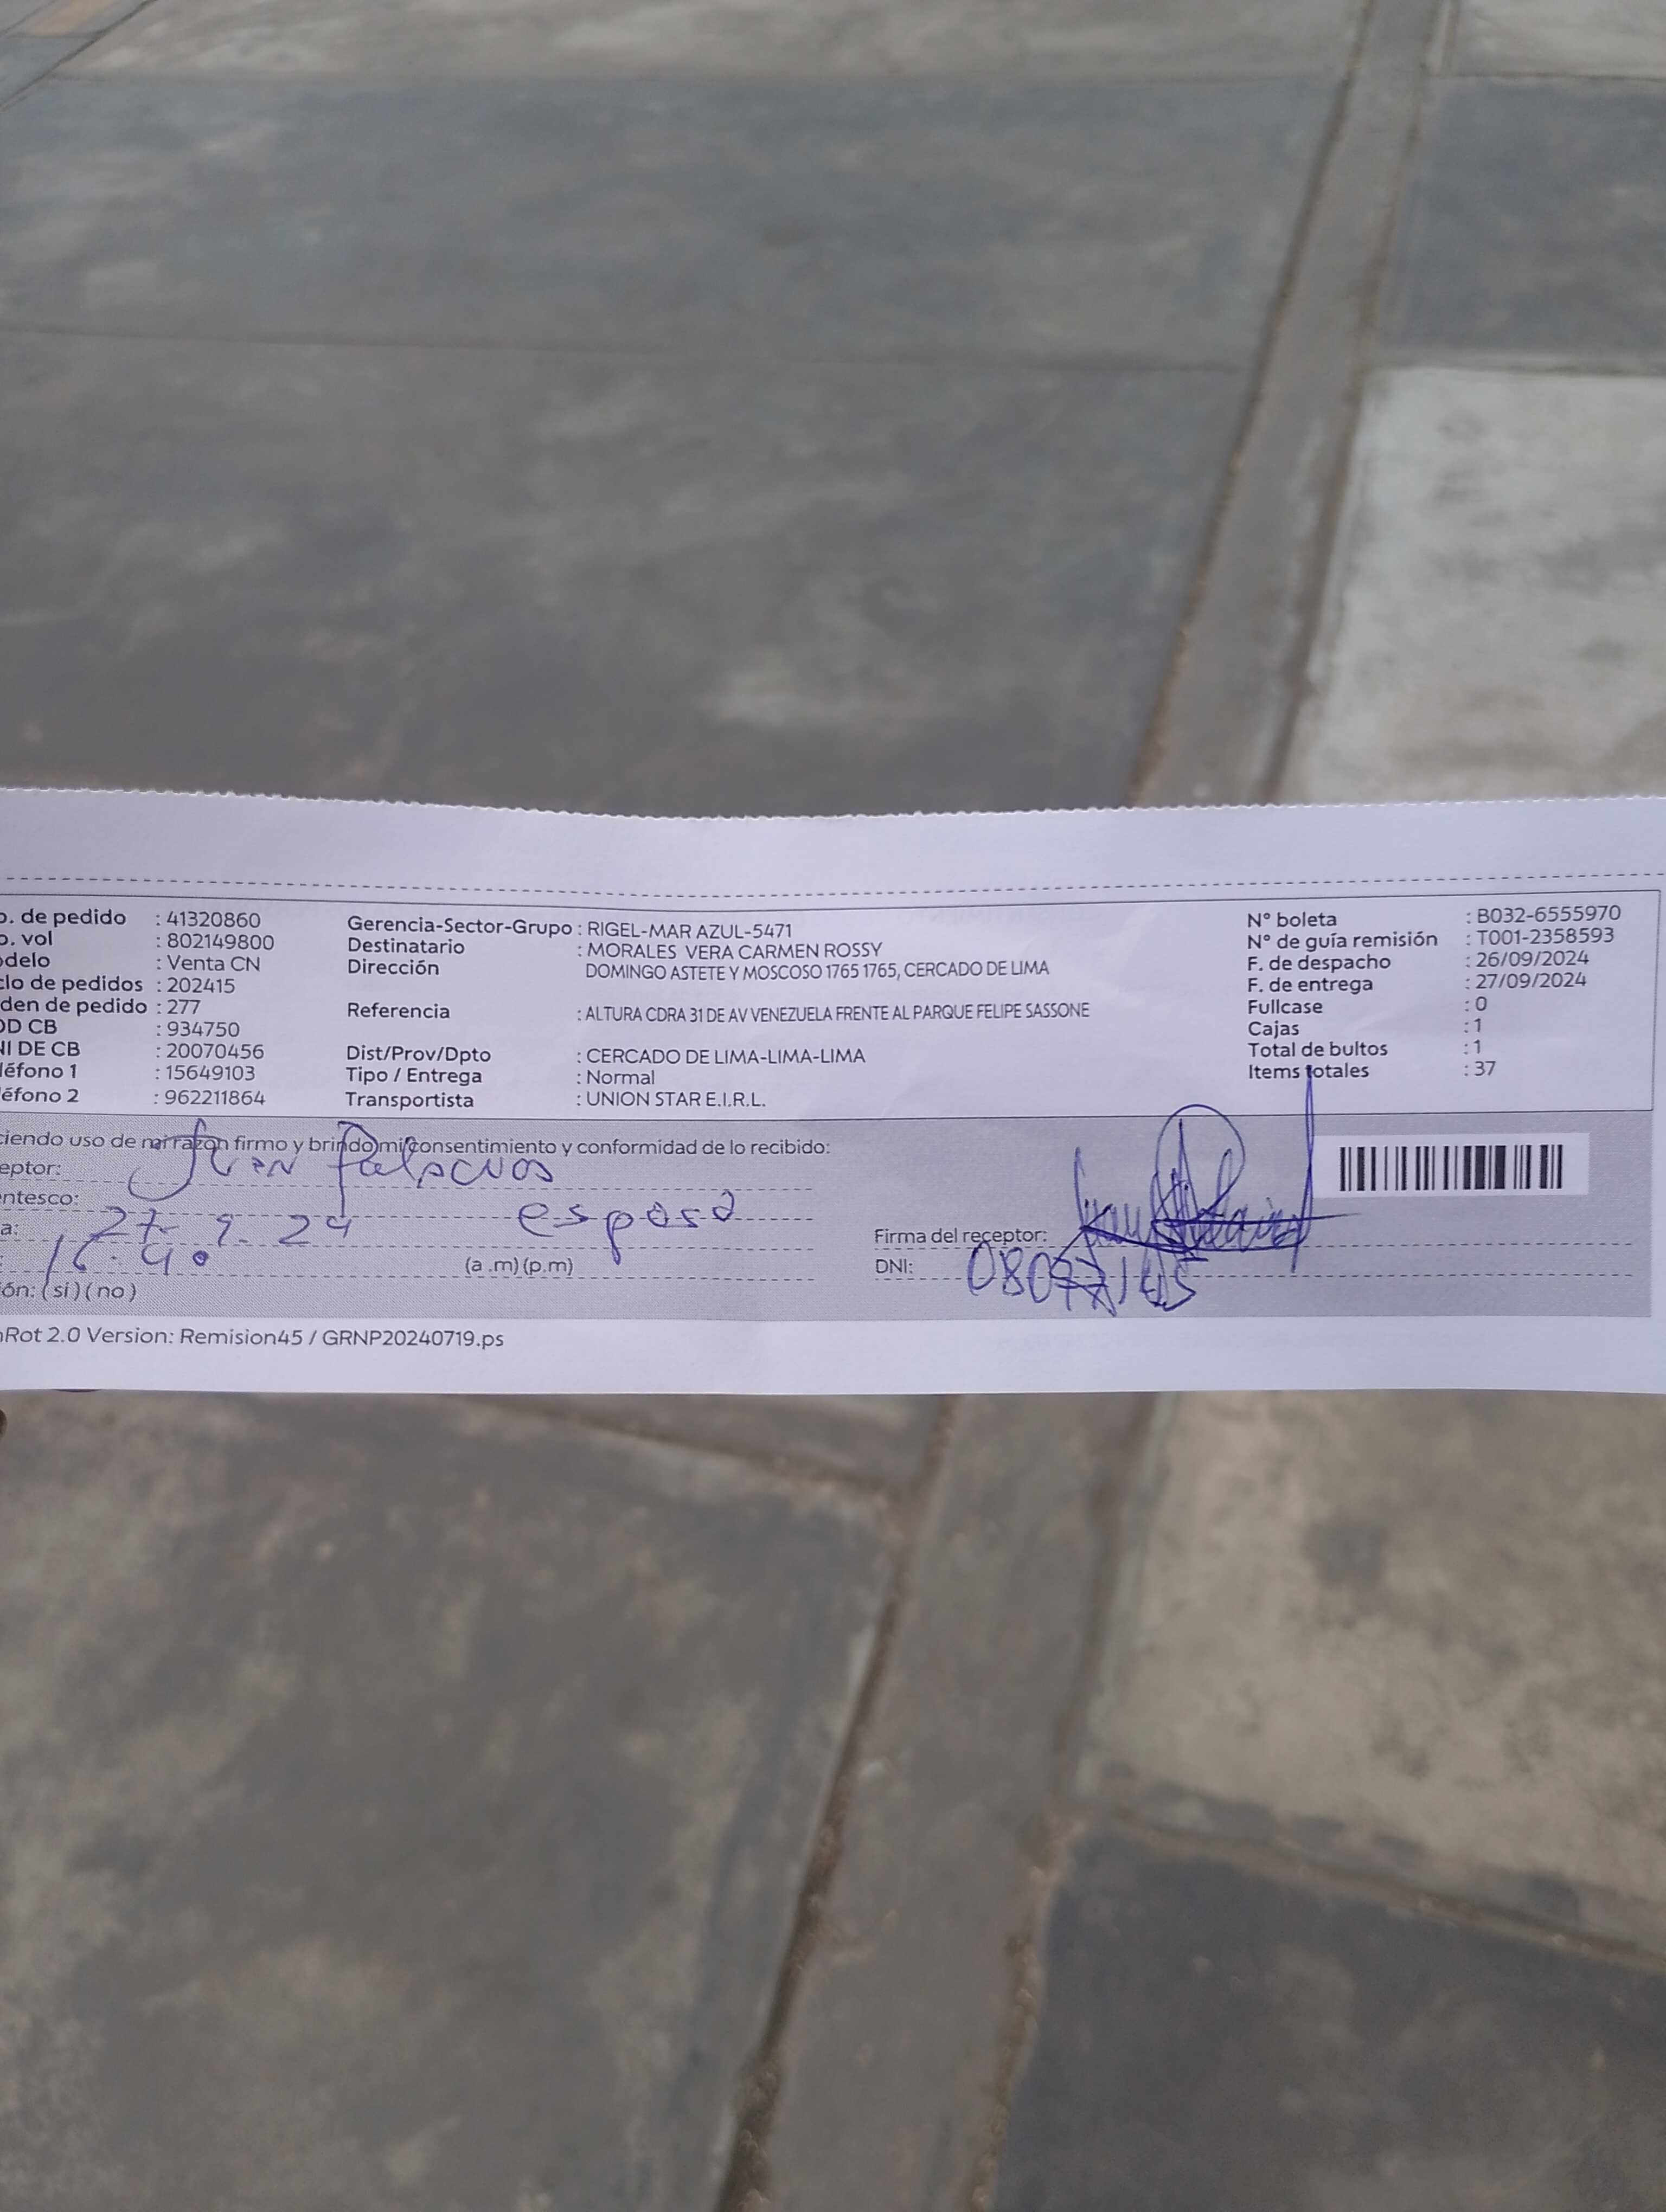 o. de pedido : 41320860
o. vol : 802149800
delo : Venta CN
clo de pedidos : 202415
den de pedido : 277
OD CB : 934750
NI DE CB : 20070456
léfono 1 : 15649103
éfono 2 : 962211864
Gerencia-Sector-Grupo : RIGEL-MAR AZUL-5471
Destinatario : MORALES VERA CARMEN ROSSY
Dirección DOMINGO ASTETE Y MOSCOSO 1765 1765, CERCADO DE LIMA
Referencia : ALTURA CDRA 31 DE AV VENEZUELA FRENTE AL PARQUE FELIPE SASSONE
Dist/Prov/Dpto : CERCADO DE LIMA-LIMA-LIMA
Tipo / Entrega : Normal
Transportista : UNION STAR E.I.R.L.
N° boleta : B032-6555970
N° de guía remisión : T001-2358593
F. de despacho : 26/09/2024
F. de entrega : 27/09/2024
Fullcase : 0
Cajas : 1
Total de bultos : 1
Items totales : 37
ciendo uso de mi razón firmo y brindo mi consentimiento y conformidad de lo recibido:
eptor:
entesco: esposo
a: 27-9-24
: 16:40 (a .m) (p.m)
ón: ( si ) ( no )
Firma del receptor:
DNI:
nRot 2.0 Version: Remision45 / GRNP20240719.ps